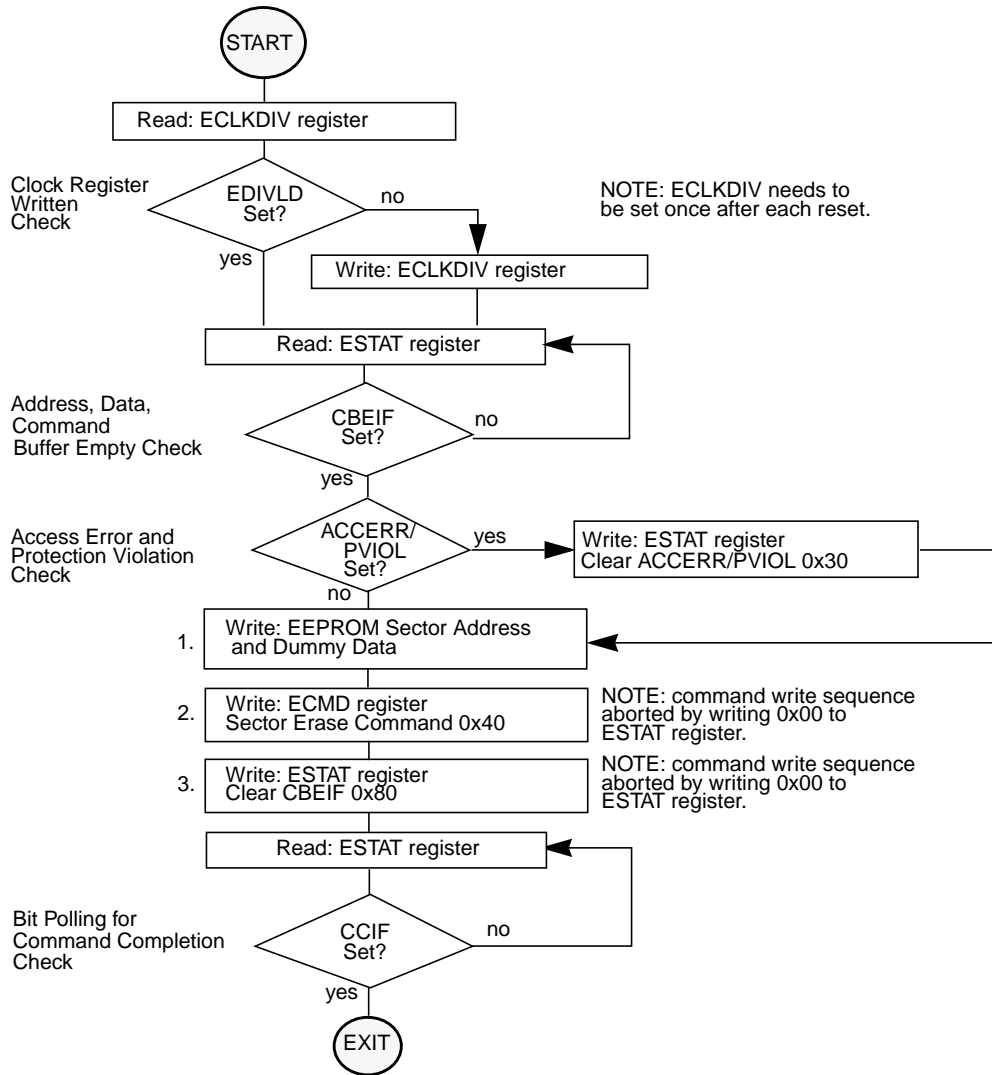 START
Read: ECLKDIV register
Clock Register
Written
Check
EDIVLD
Set?
no
yes
NOTE: ECLKDIV needs to
be set once after each reset.
Write: ECLKDIV register
Read: ESTAT register
Address, Data,
Command
Buffer Empty Check
CBEIF
Set?
no
yes
Access Error and
Protection Violation
Check
ACCERR/
PVIOL
Set?
yes
no
Write: ESTAT register
Clear ACCERR/PVIOL 0x30
1.
Write: EEPROM Sector Address
and Dummy Data
2.
Write: ECMD register
Sector Erase Command 0x40
NOTE: command write sequence
aborted by writing 0x00 to
ESTAT register.
3.
Write: ESTAT register
Clear CBEIF 0x80
NOTE: command write sequence
aborted by writing 0x00 to
ESTAT register.
Read: ESTAT register
Bit Polling for
Command Completion
Check
CCIF
Set?
no
yes
EXIT